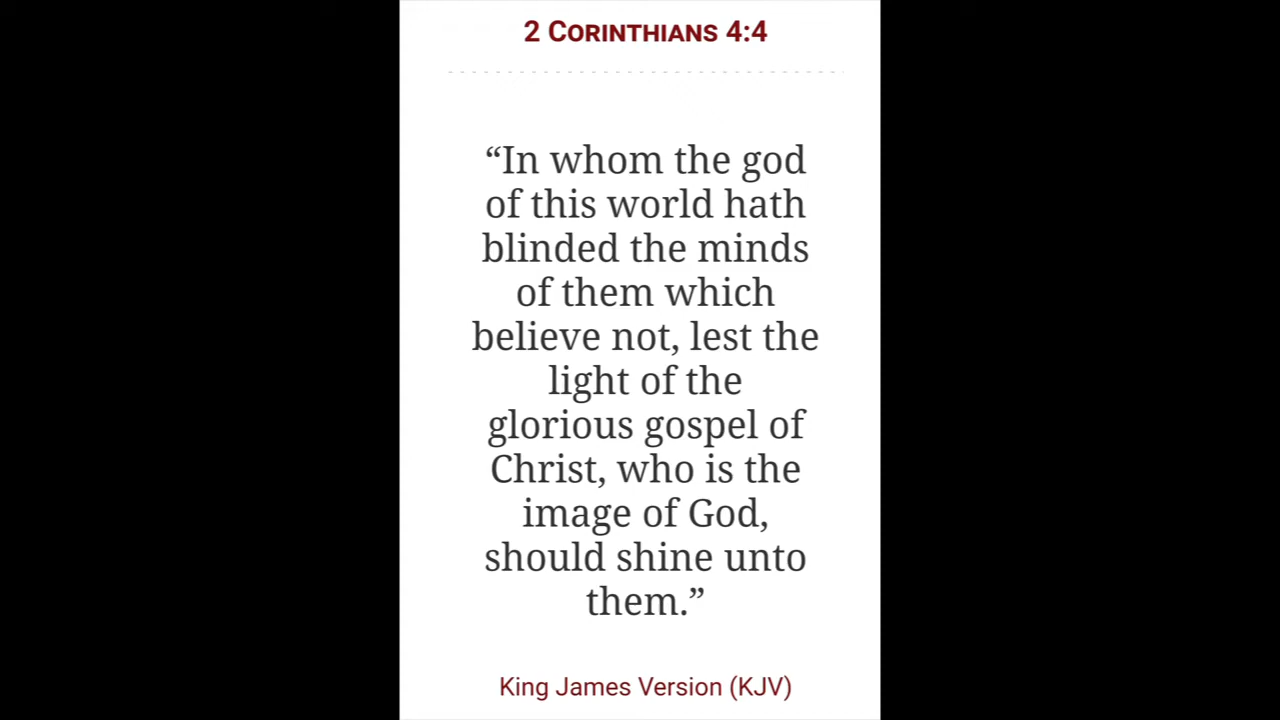 2 Corinthians 4:4
“In whom the god
of this world hath
blinded the minds
of them which
believe not, lest the
light of the
glorious gospel of
Christ, who is the
image of God,
should shine unto
them.”
King James Version (KJV)